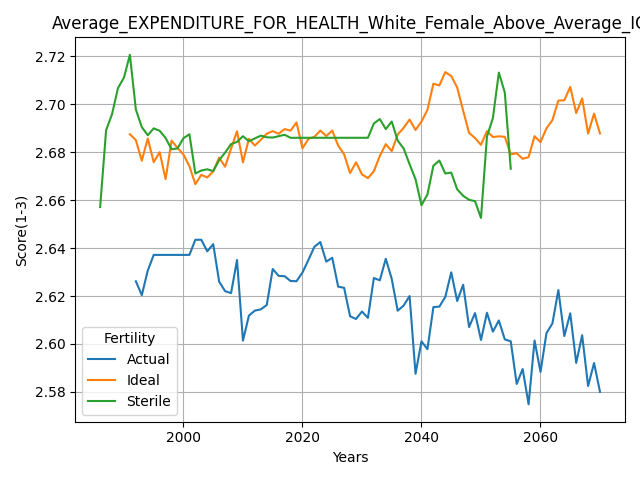 Average_EXPENDITURE_FOR_HEALTH_White_Female_Above_Average_IQ
2.72
2.70
2.68
2.66
2.64
2.62
2.60
2.58
Score(1-3)
Fertility
Actual
Ideal
Sterile
2000
2020
2040
2060
Years